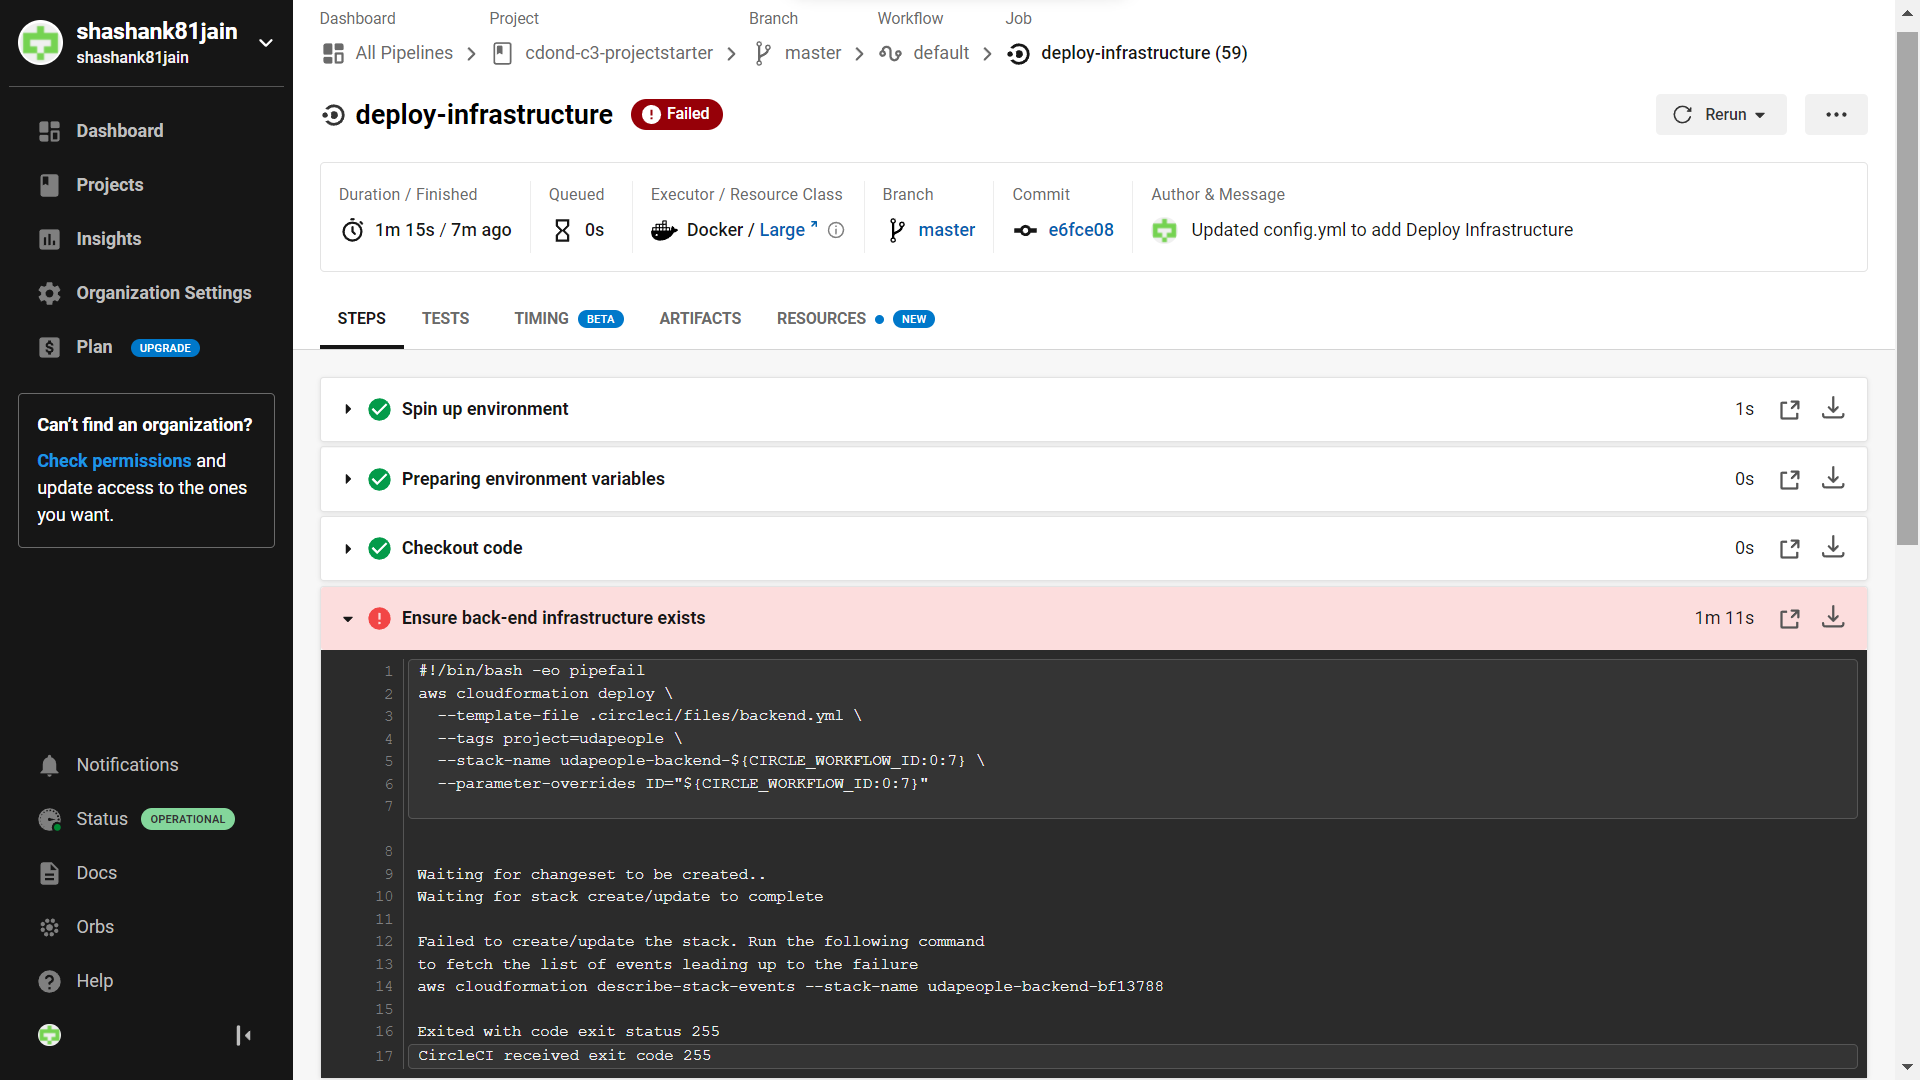 shashank81jain
shashank81jain
Dashboard
Projects
Insights
Organization Settings
Plan UPGRADE
Can't find an organization?
Check permissions and
update access to the ones
you want.
Notifications
Status OPERATIONAL
Docs
Orbs
Help
Dashboard Project Branch Workflow Job
All Pipelines cdond-c3-projectstarter master default deploy-infrastructure (59)
deploy-infrastructure Failed
Rerun
Duration / Finished Queued Executor / Resource Class Branch Commit Author & Message
1m 15s / 7m ago 0s Docker / Large master e6fce08 Updated config.yml to add Deploy Infrastructure
STEPS TESTS TIMING BETA ARTIFACTS RESOURCES NEW
Spin up environment 1s
Preparing environment variables 0s
Checkout code 0s
Ensure back-end infrastructure exists 1m 11s
1 #!/bin/bash -eo pipefail
2 aws cloudformation deploy \
3 --template-file .circleci/files/backend.yml \
4 --tags project=udapeople \
5 --stack-name udapeople-backend-${CIRCLE_WORKFLOW_ID:0:7} \
6 --parameter-overrides ID="${CIRCLE_WORKFLOW_ID:0:7}"
7
8
9 Waiting for changeset to be created..
10 Waiting for stack create/update to complete
11
12 Failed to create/update the stack. Run the following command
13 to fetch the list of events leading up to the failure
14 aws cloudformation describe-stack-events --stack-name udapeople-backend-bf13788
15
16 Exited with code exit status 255
17 CircleCI received exit code 255